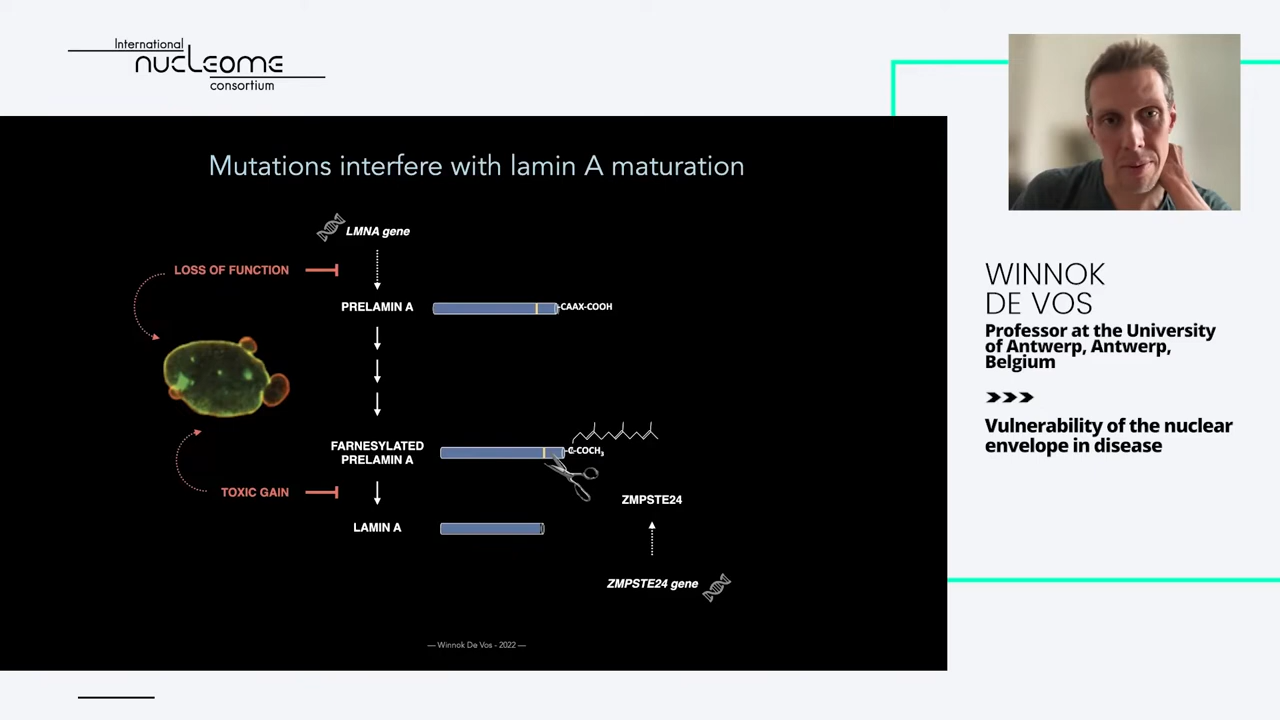 International
nucleome
consortium
Mutations interfere with lamin A maturation
LMNA gene
LOSS OF FUNCTION
PRELAMIN A
-CAAX-COOH
FARNESYLATED
PRELAMIN A
-C-COCH₃
TOXIC GAIN
ZMPSTE24
LAMIN A
ZMPSTE24 gene
— Winnok De Vos - 2022 —
WINNOK
DE VOS
Professor at the University
of Antwerp, Antwerp,
Belgium
Vulnerability of the nuclear
envelope in disease